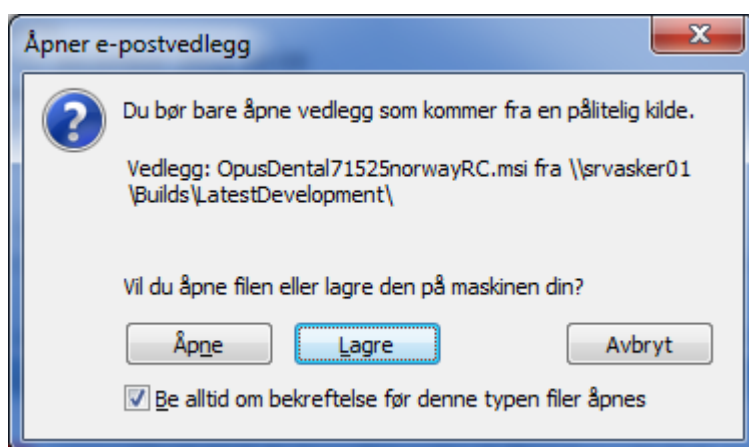 Åpner e-postvedlegg
Du bør bare åpne vedlegg som kommer fra en pålitelig kilde.
Vedlegg: OpusDental71525norwayRC.msi fra \\srvasker01
\Builds\LatestDevelopment\
Vil du åpne filen eller lagre den på maskinen din?
Åpne Lagre Avbryt
Be alltid om bekreftelse før denne typen filer åpnes